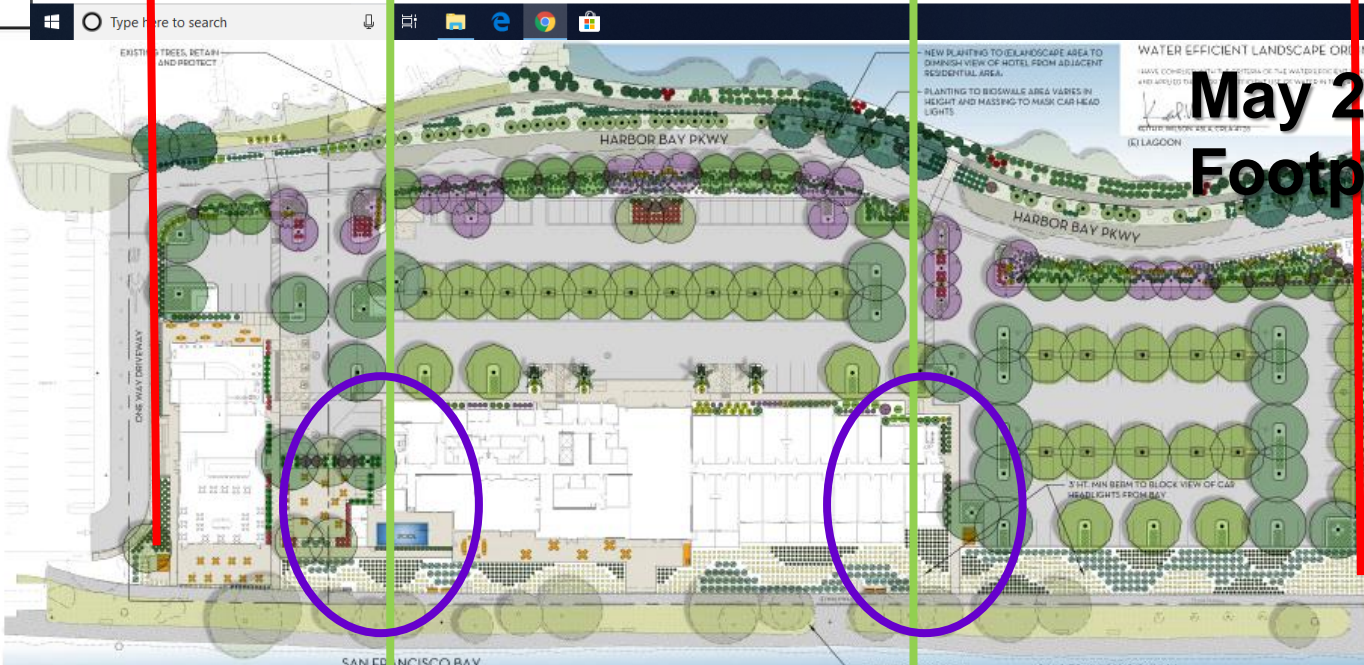 Type here to search
EXISTING TREES, RETAIN
AND PROTECT
NEW PLANTING TO (E)LANDSCAPE AREA TO
DIMINISH VIEW OF HOTEL FROM ADJACENT
RESIDENTIAL AREA.
PLANTING TO BIOSWALE AREA VARIES IN
HEIGHT AND MASSING TO MASK CAR HEAD
LIGHTS
WATER EFFICIENT LANDSCAPE ORDIN
May 2
Footp
(E) LAGOON
HARBOR BAY PKWY
HARBOR BAY PKWY
ONE WAY DRIVEWAY
3' HT. MIN BERM TO BLOCK VIEW OF CAR
HEADLIGHTS FROM BAY
POOL
SAN FRANCISCO BAY